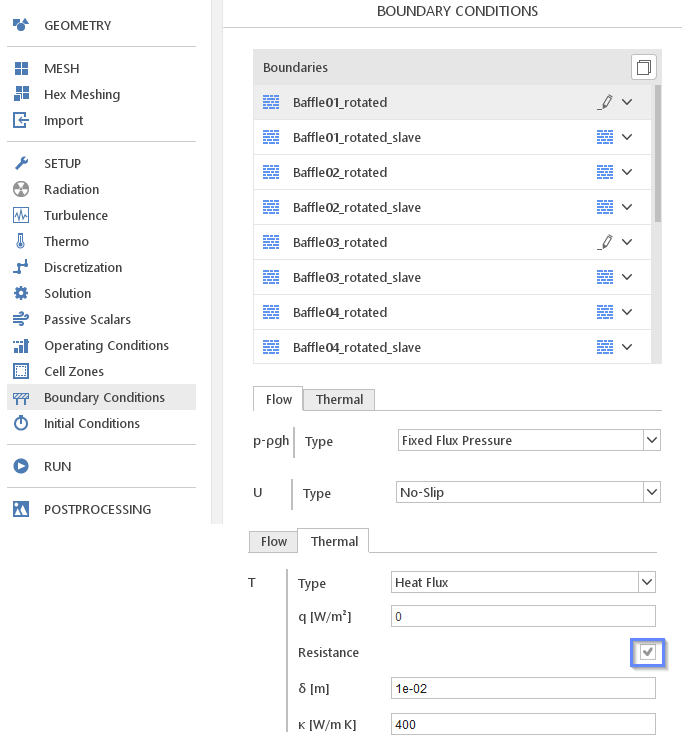 GEOMETRY
MESH
Hex Meshing
Import
SETUP
Radiation
Turbulence
Thermo
Discretization
Solution
Passive Scalars
Operating Conditions
Cell Zones
Boundary Conditions
Initial Conditions
RUN
POSTPROCESSING
BOUNDARY CONDITIONS
Boundaries
Baffle01_rotated
Baffle01_rotated_slave
Baffle02_rotated
Baffle02_rotated_slave
Baffle03_rotated
Baffle03_rotated_slave
Baffle04_rotated
Baffle04_rotated_slave
Flow Thermal
p-ρgh Type Fixed Flux Pressure
U Type No-Slip
Flow Thermal
T Type Heat Flux
q [W/m²] 0
Resistance
δ [m] 1e-02
κ [W/m K] 400